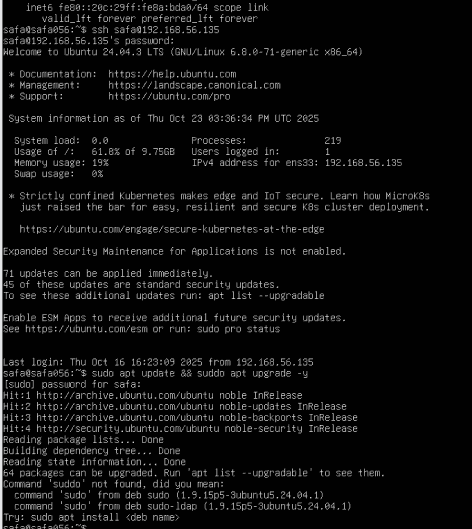 inet6 fe80::20c:29ff:fe8a:bda0/64 scope link
valid_lft forever preferred_lft forever
safa@safa056:~$ ssh safa@192.168.56.135
safa@192.168.56.135's password:
Welcome to Ubuntu 24.04.3 LTS (GNU/Linux 6.8.0-71-generic x86_64)
* Documentation:  https://help.ubuntu.com
* Management:     https://landscape.canonical.com
* Support:        https://ubuntu.com/pro
System information as of Thu Oct 23 03:36:34 PM UTC 2025
System load:  0.0                Processes:               219
Usage of /:   61.8% of 9.75GB    Users logged in:         1
Memory usage: 19%                IPv4 address for ens33: 192.168.56.135
Swap usage:   0%
* Strictly confined Kubernetes makes edge and IoT secure. Learn how MicroK8s
just raised the bar for easy, resilient and secure K8s cluster deployment.
https://ubuntu.com/engage/secure-kubernetes-at-the-edge
Expanded Security Maintenance for Applications is not enabled.
71 updates can be applied immediately.
45 of these updates are standard security updates.
To see these additional updates run: apt list --upgradable
Enable ESM Apps to receive additional future security updates.
See https://ubuntu.com/esm or run: sudo pro status
Last login: Thu Oct 16 16:23:09 2025 from 192.168.56.135
safa@safa056:~$ sudo apt update && suddo apt upgrade -y
[sudo] password for safa:
Hit:1 http://archive.ubuntu.com/ubuntu noble InRelease
Hit:2 http://archive.ubuntu.com/ubuntu noble-updates InRelease
Hit:3 http://archive.ubuntu.com/ubuntu noble-backports InRelease
Hit:4 http://security.ubuntu.com/ubuntu noble-security InRelease
Reading package lists... Done
Building dependency tree... Done
Reading state information... Done
64 packages can be upgraded. Run 'apt list --upgradable' to see them.
Command 'suddo' not found, did you mean:
command 'sudo' from deb sudo (1.9.15p5-3ubuntu5.24.04.1)
command 'sudo' from deb sudo-ldap (1.9.15p5-3ubuntu5.24.04.1)
Try: sudo apt install <deb name>
safa@safa056:~$